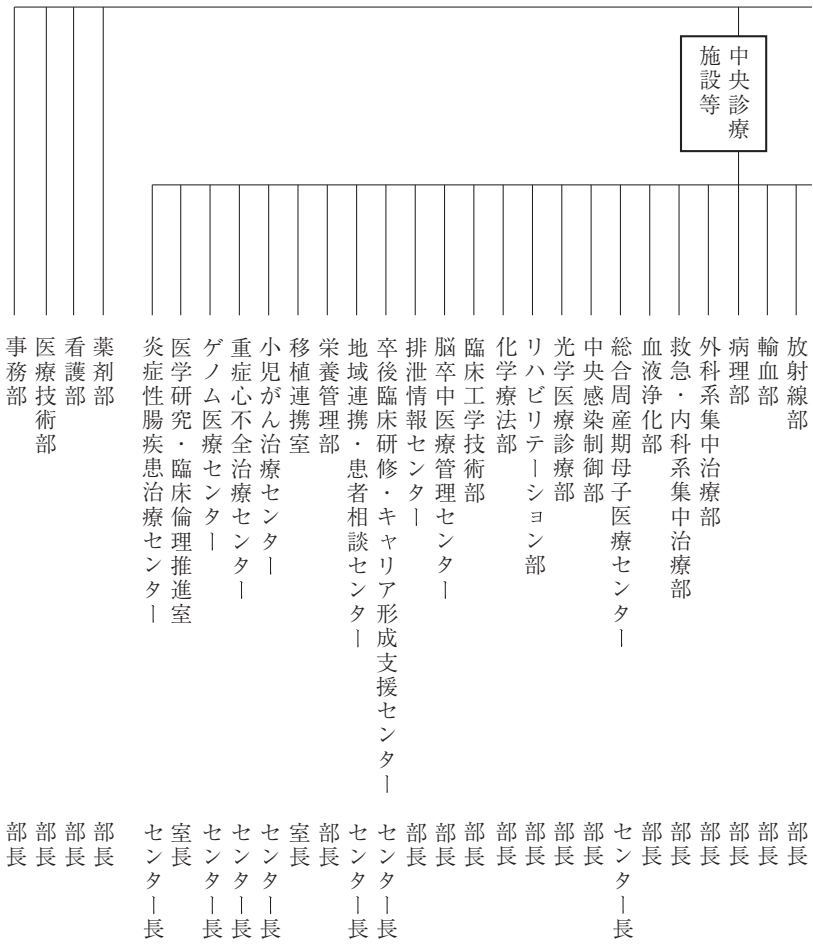 中央診療
施設等
放射線部 部長
輸血部 部長
病理部 部長
外科系集中治療部 部長
救急・内科系集中治療部 部長
血液浄化部 部長
総合周産期母子医療センター センター長
中央感染制御部 部長
光学医療診療部 部長
リハビリテーション部 部長
化学療法部 部長
臨床工学技術部 部長
脳卒中医療管理センター 部長
排泄情報センター 部長
卒後臨床研修・キャリア形成支援センター センター長
地域連携・患者相談センター センター長
栄養管理部 部長
移植連携室 室長
小児がん治療センター センター長
重症心不全治療センター センター長
ゲノム医療センター センター長
医学研究・臨床倫理推進室 室長
炎症性腸疾患治療センター センター長
薬剤部 部長
看護部 部長
医療技術部 部長
事務部 部長